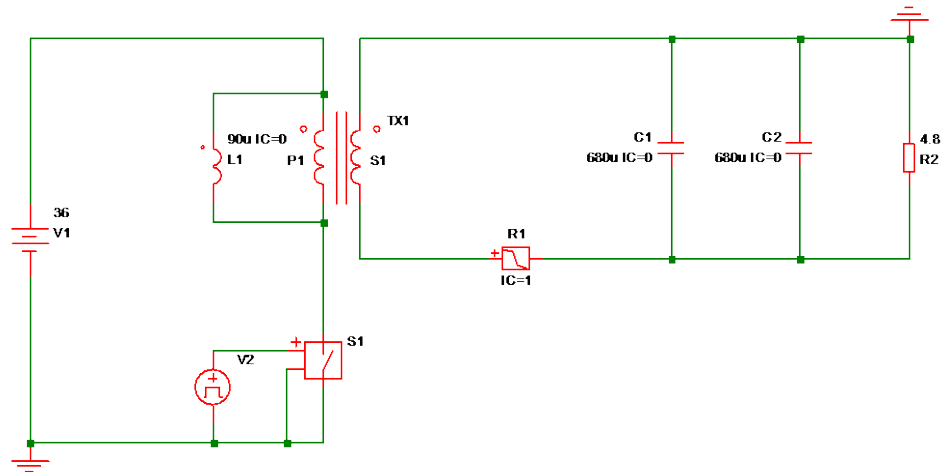 TX1
90u IC=0
L1
P1
S1
C1
680u IC=0
C2
680u IC=0
4.8
R2
36
V1
R1
IC=1
V2
S1